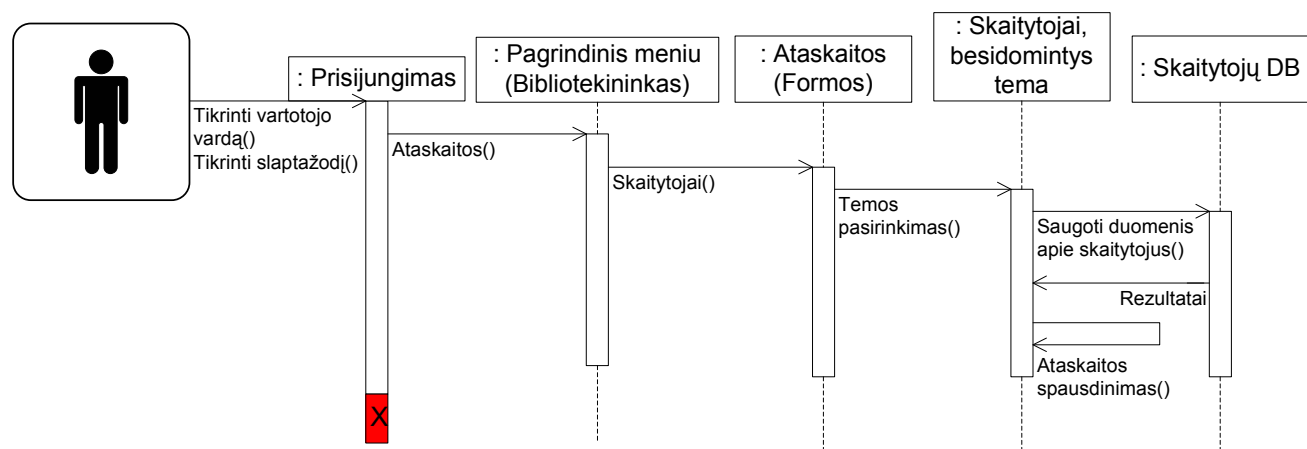 : Prisijungimas
: Pagrindinis meniu
(Bibliotekininkas)
: Ataskaitos
(Formos)
: Skaitytojai,
besidomintys
tema
: Skaitytojų DB
Tikrinti vartotojo
vardą()
Tikrinti slaptažodį()
Ataskaitos()
Skaitytojai()
Temos
pasirinkimas()
Saugoti duomenis
apie skaitytojus()
Rezultatai
Ataskaitos
spausdinimas()
X